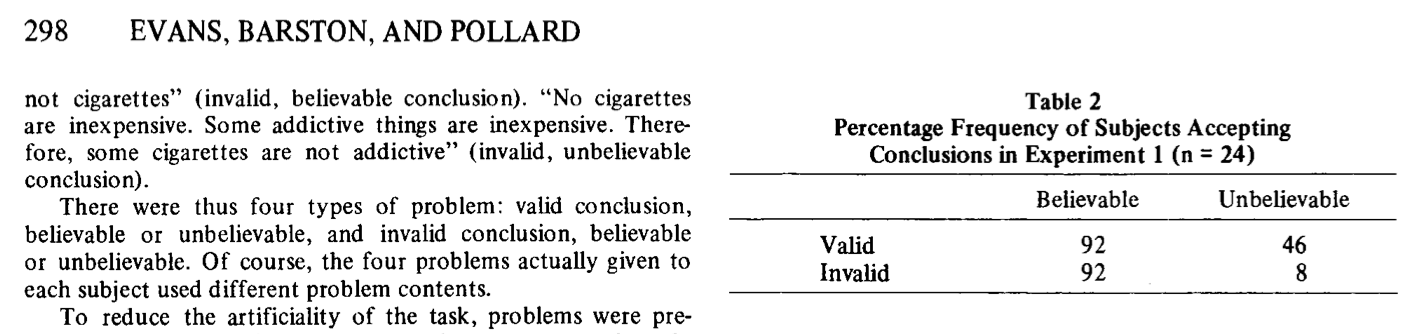 298 EVANS, BARSTON, AND POLLARD
not cigarettes” (invalid, believable conclusion). “No cigarettes
are inexpensive. Some addictive things are inexpensive. There-
fore, some cigarettes are not addictive” (invalid, unbelievable
conclusion).
There were thus four types of problem: valid conclusion,
believable or unbelievable, and invalid conclusion, believable
or unbelievable. Of course, the four problems actually given to
each subject used different problem contents.
To reduce the artificiality of the task, problems were pre-
Table 2
Percentage Frequency of Subjects Accepting
Conclusions in Experiment 1 (n = 24)
Believable Unbelievable
Valid 92 46
Invalid 92 8